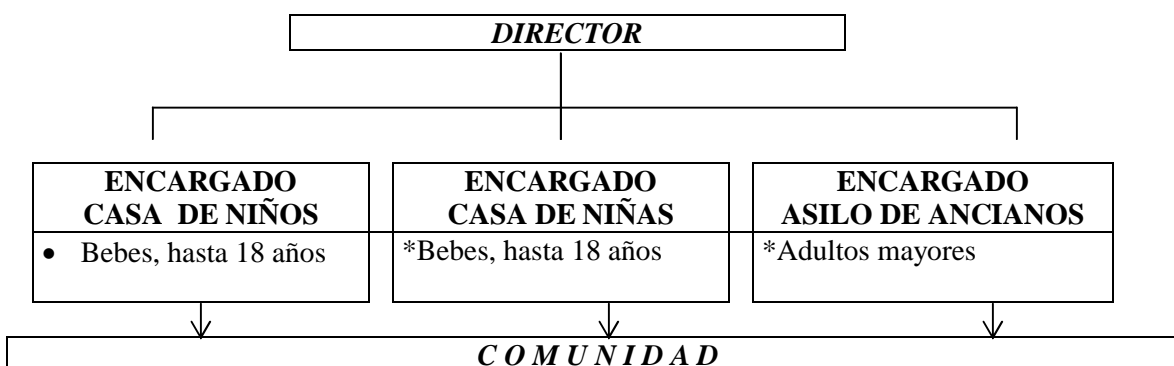 DIRECTOR
ENCARGADO
CASA DE NIÑOS
• Bebes, hasta 18 años
ENCARGADO
CASA DE NIÑAS
*Bebes, hasta 18 años
ENCARGADO
ASILO DE ANCIANOS
*Adultos mayores
C O M U N I D A D